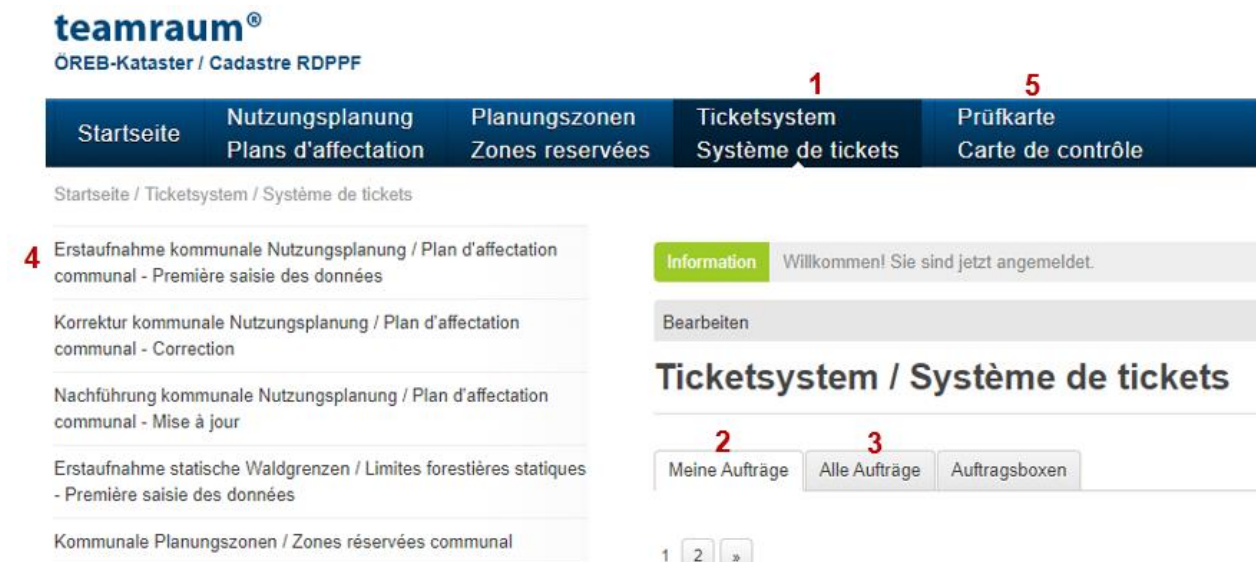 teamraum®
ÖREB-Kataster / Cadastre RDPPF
1
5
Startseite
Nutzungsplanung
Plans d'affectation
Planungszonen
Zones reservées
Ticketsystem
Système de tickets
Prüfkarte
Carte de contrôle
Startseite / Ticketsystem / Système de tickets
4
Erstaufnahme kommunale Nutzungsplanung / Plan d'affectation
communal - Première saisie des données
Korrektur kommunale Nutzungsplanung / Plan d'affectation
communal - Correction
Nachführung kommunale Nutzungsplanung / Plan d'affectation
communal - Mise à jour
Erstaufnahme statische Waldgrenzen / Limites forestières statiques
- Première saisie des données
Kommunale Planungszonen / Zones réservées communal
Information Willkommen! Sie sind jetzt angemeldet.
Bearbeiten
Ticketsystem / Système de tickets
2
3
Meine Aufträge
Alle Aufträge
Auftragsboxen
1 2 »